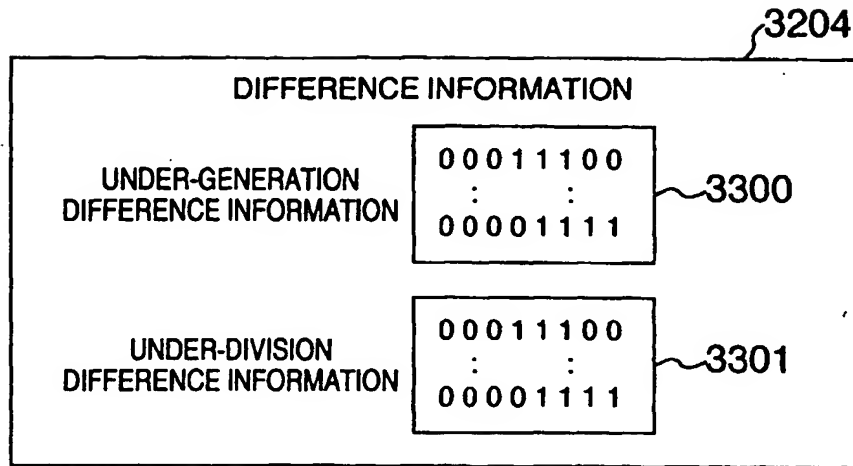 3204
DIFFERENCE INFORMATION
UNDER-GENERATION
DIFFERENCE INFORMATION
00011100
: :
00001111
3300
UNDER-DIVISION
DIFFERENCE INFORMATION
00011100
: :
00001111
3301